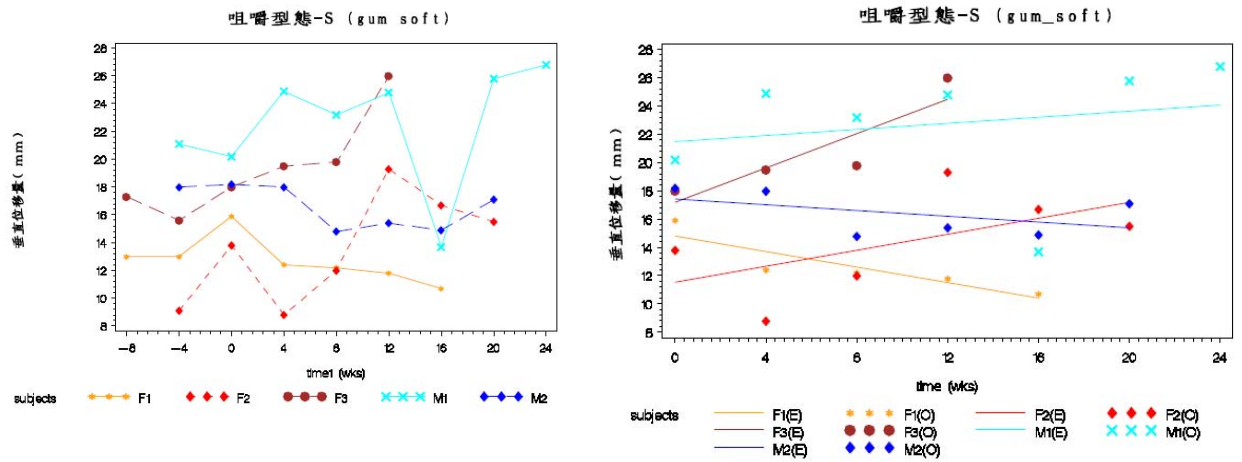 咀嚼型態-S (gum soft)
28
26
24
22
20
18
16
14
12
10
8
垂直位移量( mm )
-8 -4 0 4 8 12 16 20 24
time1 (wks)
subjects F1 F2 F3 M1 M2
咀嚼型態-S (gum_soft)
28
26
24
22
20
18
16
14
12
10
8
6
垂直位移量( mm )
0 4 8 12 16 20 24
time (wks)
subjects F1(E) F1(O) F2(E) F2(O)
F3(E) F3(O) M1(E) M1(O)
M2(E) M2(O)